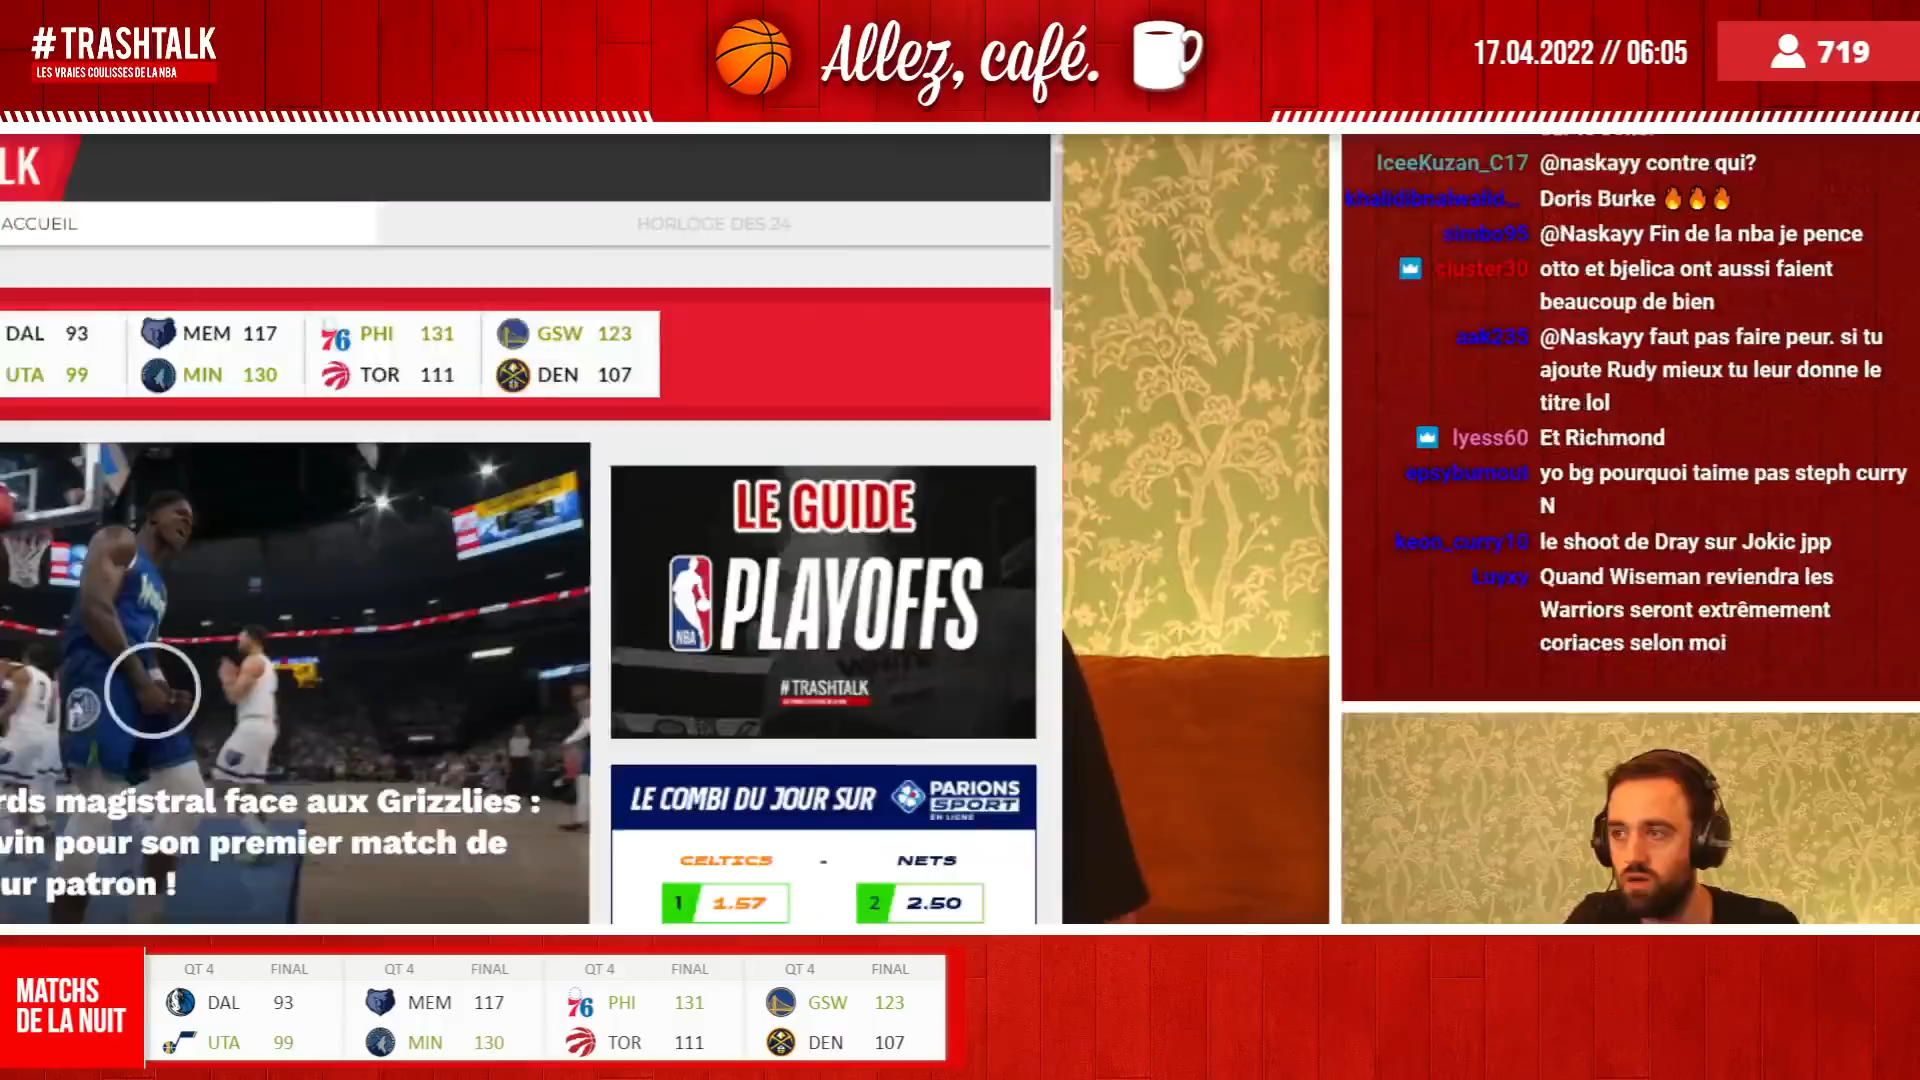 #TRASHTALK
LES VRAIES COULISSES DE LA NBA
Allez, café.
17.04.2022 // 06:05
719
LK
ACCUEIL
HORLOGE DES 24
DAL 93
UTA 99
MEM 117
MIN 130
PHI 131
TOR 111
GSW 123
DEN 107
rds magistral face aux Grizzlies :
vin pour son premier match de
ur patron !
LE GUIDE
NBA
PLAYOFFS
#TRASHTALK
LE COMBI DU JOUR SUR
PARIONS
SPORT
EN LIGNE
CELTICS - NETS
1 1.57
2 2.50
IceeKuzan_C17 @naskayy contre qui?
khalidibnalwalid_... Doris Burke
simbo95 @Naskayy Fin de la nba je pence
cluster30 otto et bjelica ont aussi faient
beaucoup de bien
aak235 @Naskayy faut pas faire peur. si tu
ajoute Rudy mieux tu leur donne le
titre lol
lyess60 Et Richmond
epsyburnout yo bg pourquoi taime pas steph curry
N
keon_curry10 le shoot de Dray sur Jokic jpp
Luyxy Quand Wiseman reviendra les
Warriors seront extrêmement
coriaces selon moi
MATCHS
DE LA NUIT
QT 4 FINAL
DAL 93
UTA 99
QT 4 FINAL
MEM 117
MIN 130
QT 4 FINAL
PHI 131
TOR 111
QT 4 FINAL
GSW 123
DEN 107